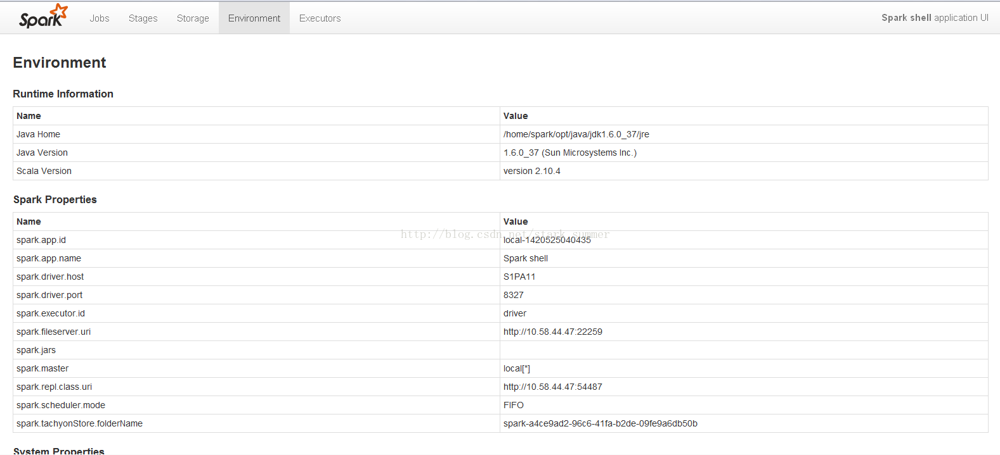 Spark Jobs Stages Storage Environment Executors Spark shell application UI
Environment
Runtime Information
Name Value
Java Home /home/spark/opt/java/jdk1.6.0_37/jre
Java Version 1.6.0_37 (Sun Microsystems Inc.)
Scala Version version 2.10.4
Spark Properties
Name Value
http://blog.csdn.net/stark_summer
spark.app.id local-1420525040435
spark.app.name Spark shell
spark.driver.host S1PA11
spark.driver.port 8327
spark.executor.id driver
spark.fileserver.uri http://10.58.44.47:22259
spark.jars
spark.master local[*]
spark.repl.class.uri http://10.58.44.47:54487
spark.scheduler.mode FIFO
spark.tachyonStore.folderName spark-a4ce9ad2-96c6-41fa-b2de-09fe9a6db50b
System Properties